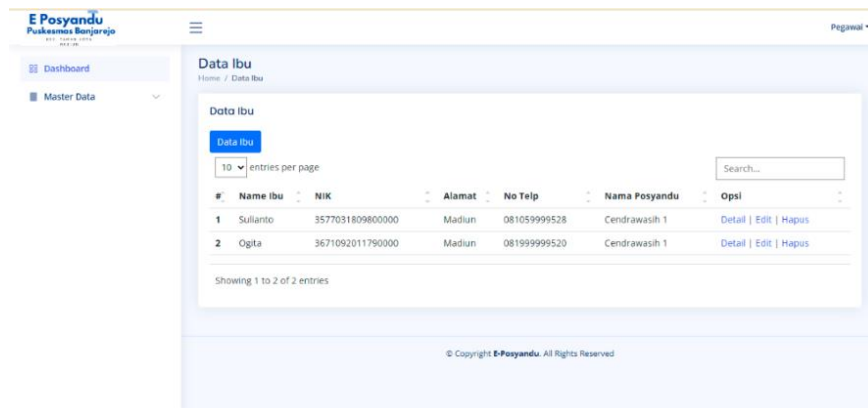 E Posyandu
Puskesmas Banjarejo
Pegawai
Dashboard
Master Data
Data Ibu
Home / Data Ibu
Data Ibu
Data Ibu
10 entries per page
Search...
# Name Ibu NIK Alamat No Telp Nama Posyandu Opsi
1 Sulianto 3577031809800000 Madiun 081059999528 Cendrawasih 1 Detail | Edit | Hapus
2 Ogita 3671092011790000 Madiun 081999999520 Cendrawasih 1 Detail | Edit | Hapus
Showing 1 to 2 of 2 entries
© Copyright E-Posyandu. All Rights Reserved